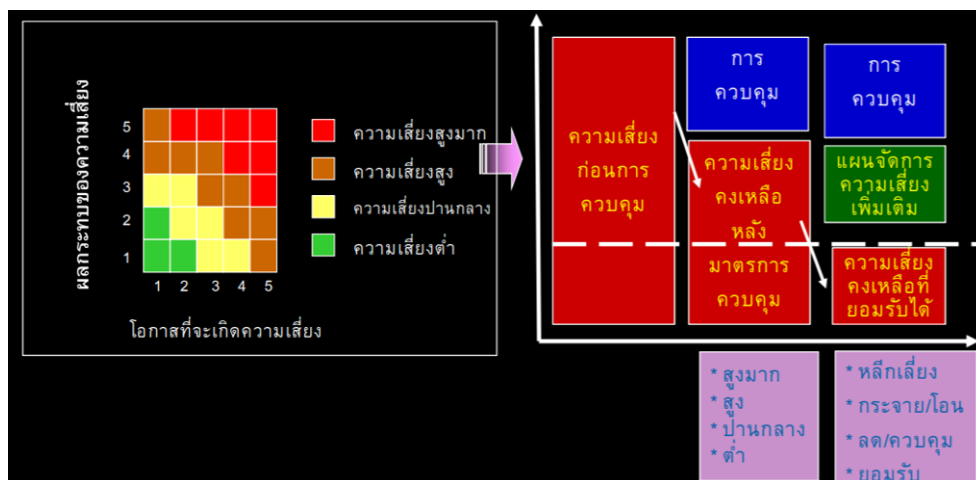 ผลกระทบของความเสี่ยง
5
4
3
2
1
1 2 3 4 5
โอกาสที่จะเกิดความเสี่ยง
ความเสี่ยงสูงมาก
ความเสี่ยงสูง
ความเสี่ยงปานกลาง
ความเสี่ยงต่ำ
ความเสี่ยง
ก่อนการ
ควบคุม
การ
ควบคุม
ความเสี่ยง
คงเหลือ
หลัง
มาตรการ
ควบคุม
การ
ควบคุม
แผนจัดการ
ความเสี่ยง
เพิ่มเติม
ความเสี่ยง
คงเหลือที่
ยอมรับได้
* สูงมาก
* สูง
* ปานกลาง
* ต่ำ
* หลีกเลี่ยง
* กระจาย/โอน
* ลด/ควบคุม
* ยอมรับ